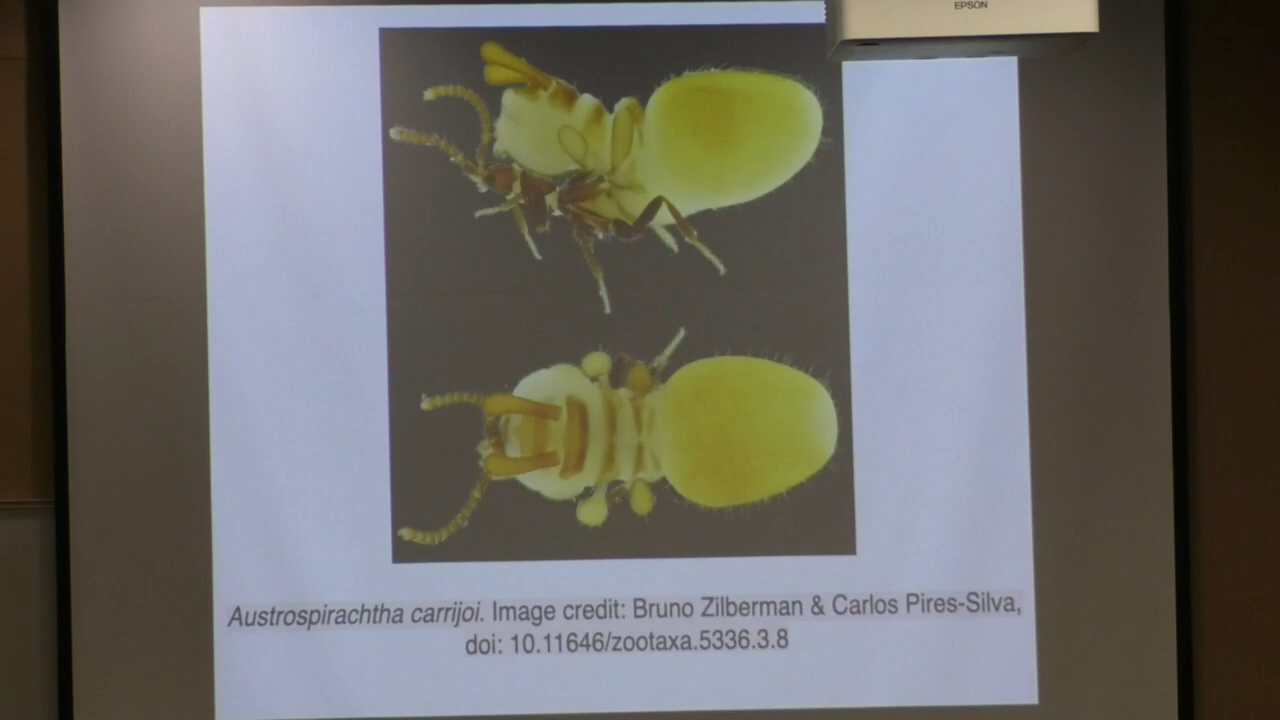 EPSON
Austrospirachtha carrijoi. Image credit: Bruno Zilberman & Carlos Pires-Silva,
doi: 10.11646/zootaxa.5336.3.8